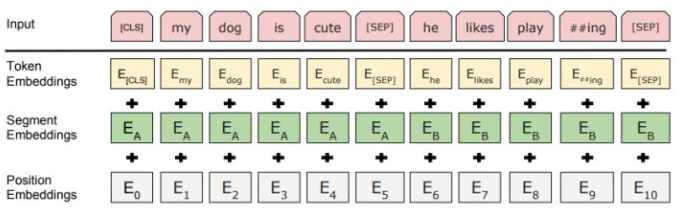 Input [CLS] my dog is cute [SEP] he likes play ##ing [SEP]
Token Embeddings E[CLS] Emy Edog Eis Ecute E[SEP] Ehe Elikes Eplay E##ing E[SEP]
+ + + + + + + + + + +
Segment Embeddings EA EA EA EA EA EA EB EB EB EB EB
+ + + + + + + + + + +
Position Embeddings E0 E1 E2 E3 E4 E5 E6 E7 E8 E9 E10